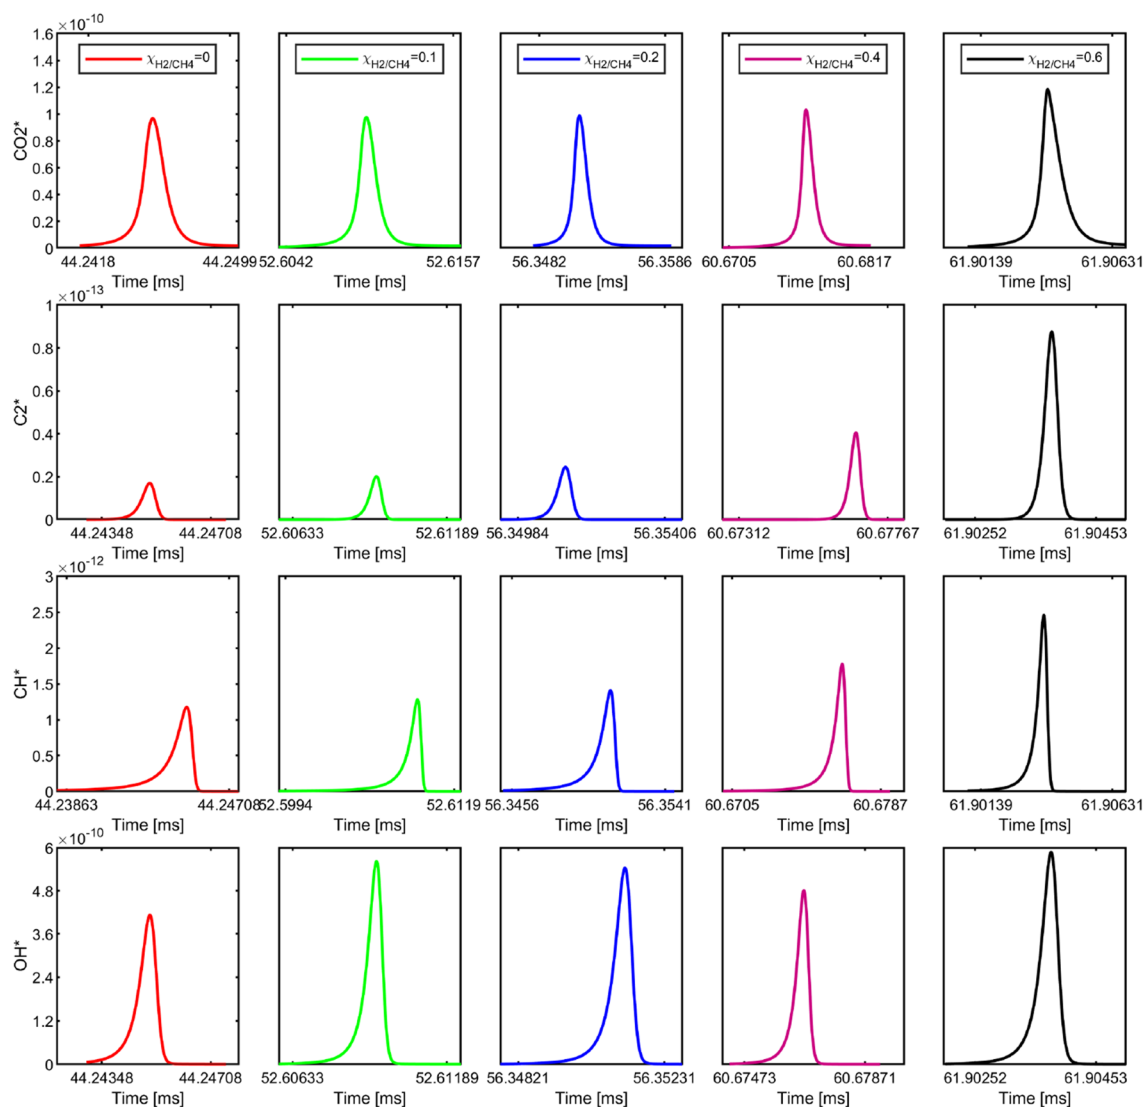 ×10⁻¹⁰
1.6
1.4
1.2
1
0.8
0.6
0.4
0.2
0
CO2*
χH2/CH4=0
χH2/CH4=0.1
χH2/CH4=0.2
χH2/CH4=0.4
χH2/CH4=0.6
44.2418 44.2499 52.6042 52.6157 56.3482 56.3586 60.6705 60.6817 61.90139 61.90631
Time [ms] Time [ms] Time [ms] Time [ms] Time [ms]
×10⁻¹³
1
0.8
0.6
0.4
0.2
0
C2*
44.24348 44.24708 52.60633 52.61189 56.34984 56.35406 60.67312 60.67767 61.90252 61.90453
Time [ms] Time [ms] Time [ms] Time [ms] Time [ms]
×10⁻¹²
3
2.5
2
1.5
1
0.5
0
CH*
44.23863 44.24708 52.5994 52.6119 56.3456 56.3541 60.6705 60.6787 61.90139 61.90631
Time [ms] Time [ms] Time [ms] Time [ms] Time [ms]
×10⁻¹⁰
6
4.8
3.6
2.4
1.2
0
OH*
44.24348 44.24708 52.60633 52.61189 56.34821 56.35231 60.67473 60.67871 61.90252 61.90453
Time [ms] Time [ms] Time [ms] Time [ms] Time [ms]